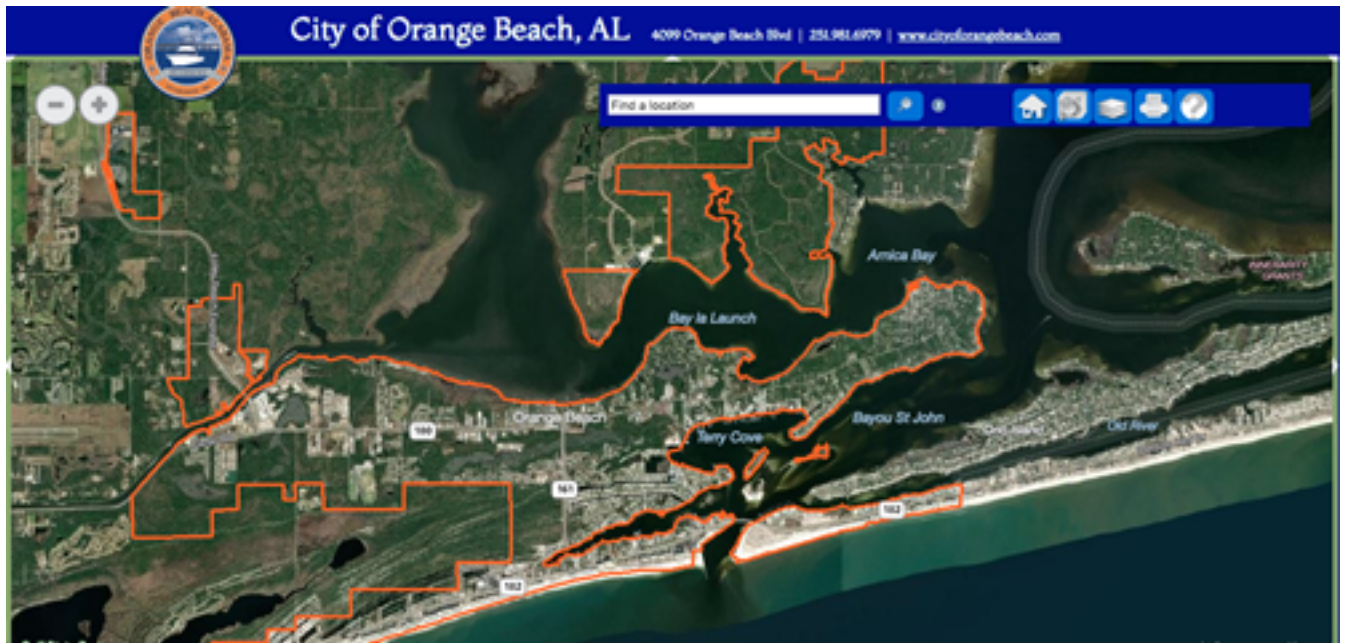 City of Orange Beach, AL 4099 Orange Beach Blvd | 251.981.6979 | www.cityoforangebeach.com
Find a location
Arnica Bay
INNERARITY
Bay la Launch
Orange Beach
180
Terry Cove
Bayou St John
Old River
161
182
182